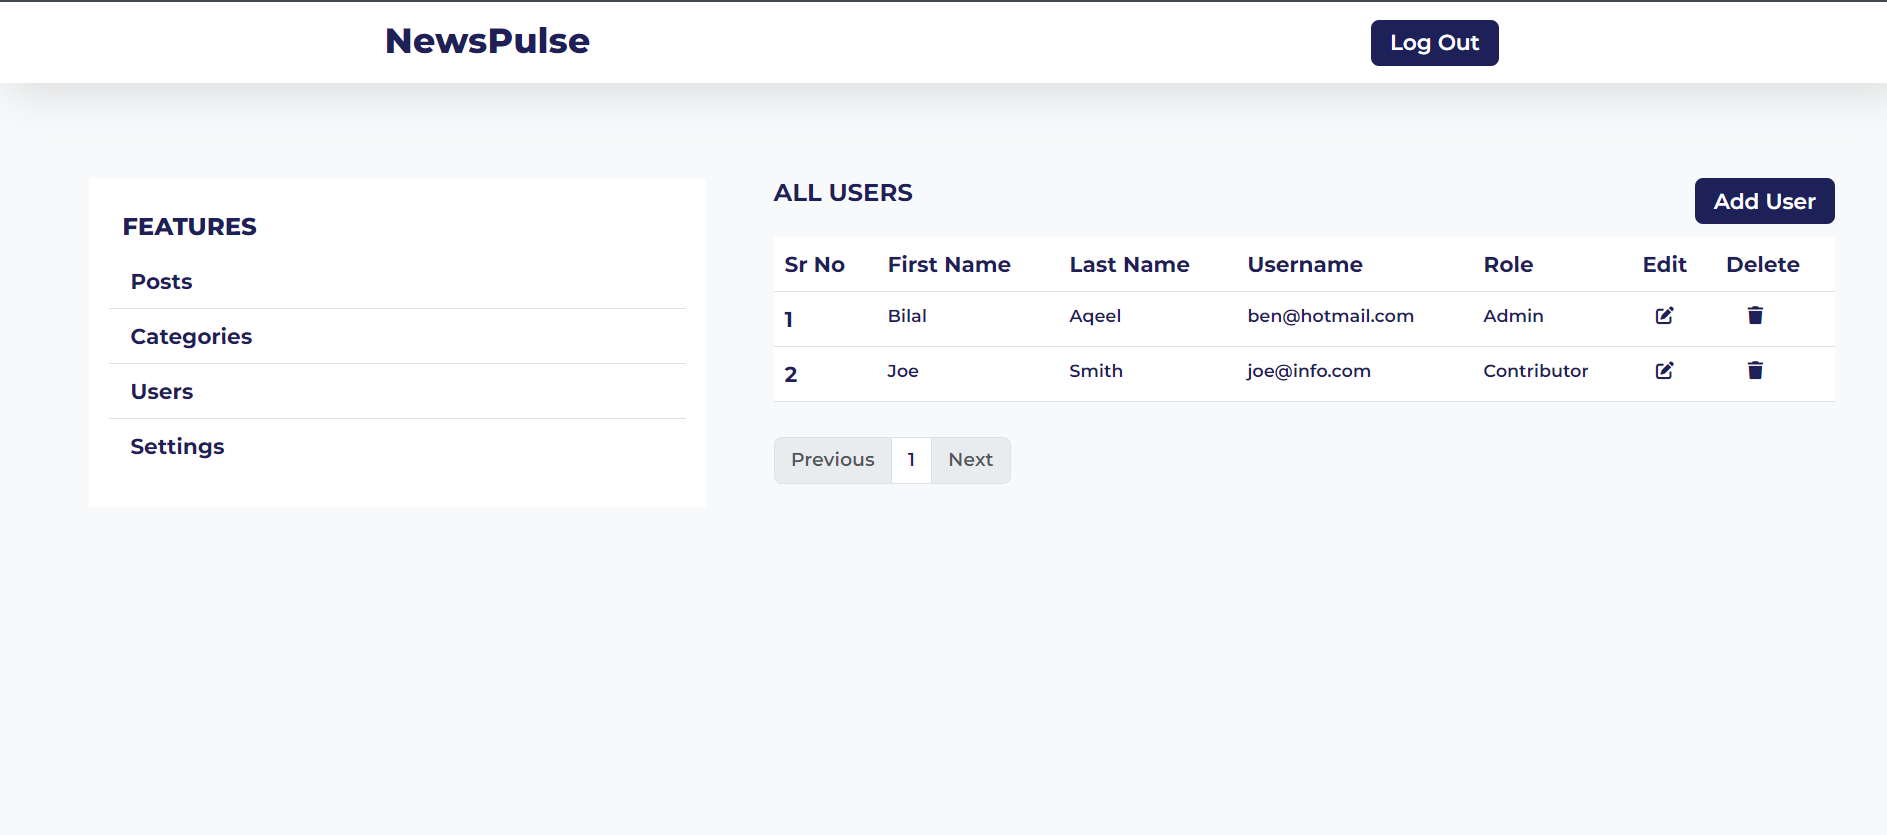 NewsPulse
Log Out
FEATURES
Posts
Categories
Users
Settings
ALL USERS
Add User
Sr No First Name Last Name Username Role Edit Delete
1 Bilal Aqeel ben@hotmail.com Admin
2 Joe Smith joe@info.com Contributor
Previous 1 Next